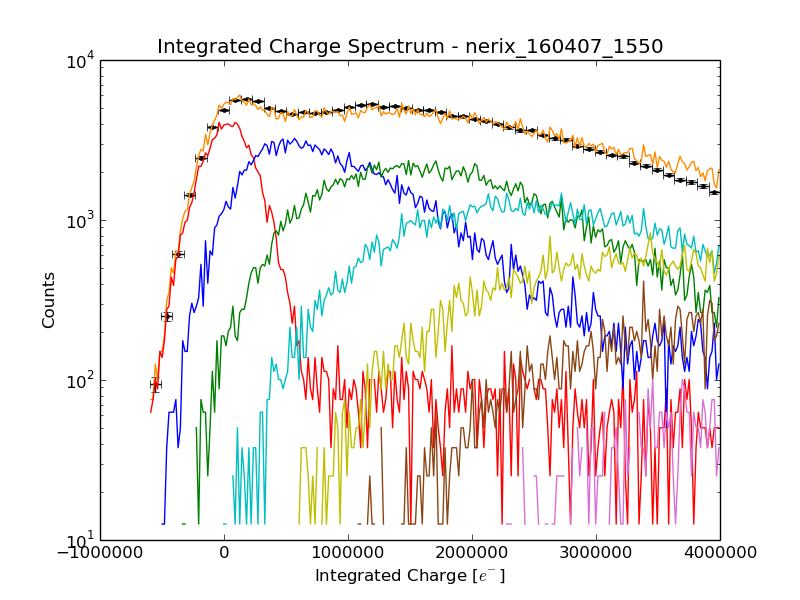 Integrated Charge Spectrum - nerix_160407_1550
10^4
10^3
10^2
10^1
Counts
−1000000 0 1000000 2000000 3000000 4000000
Integrated Charge [e^−]